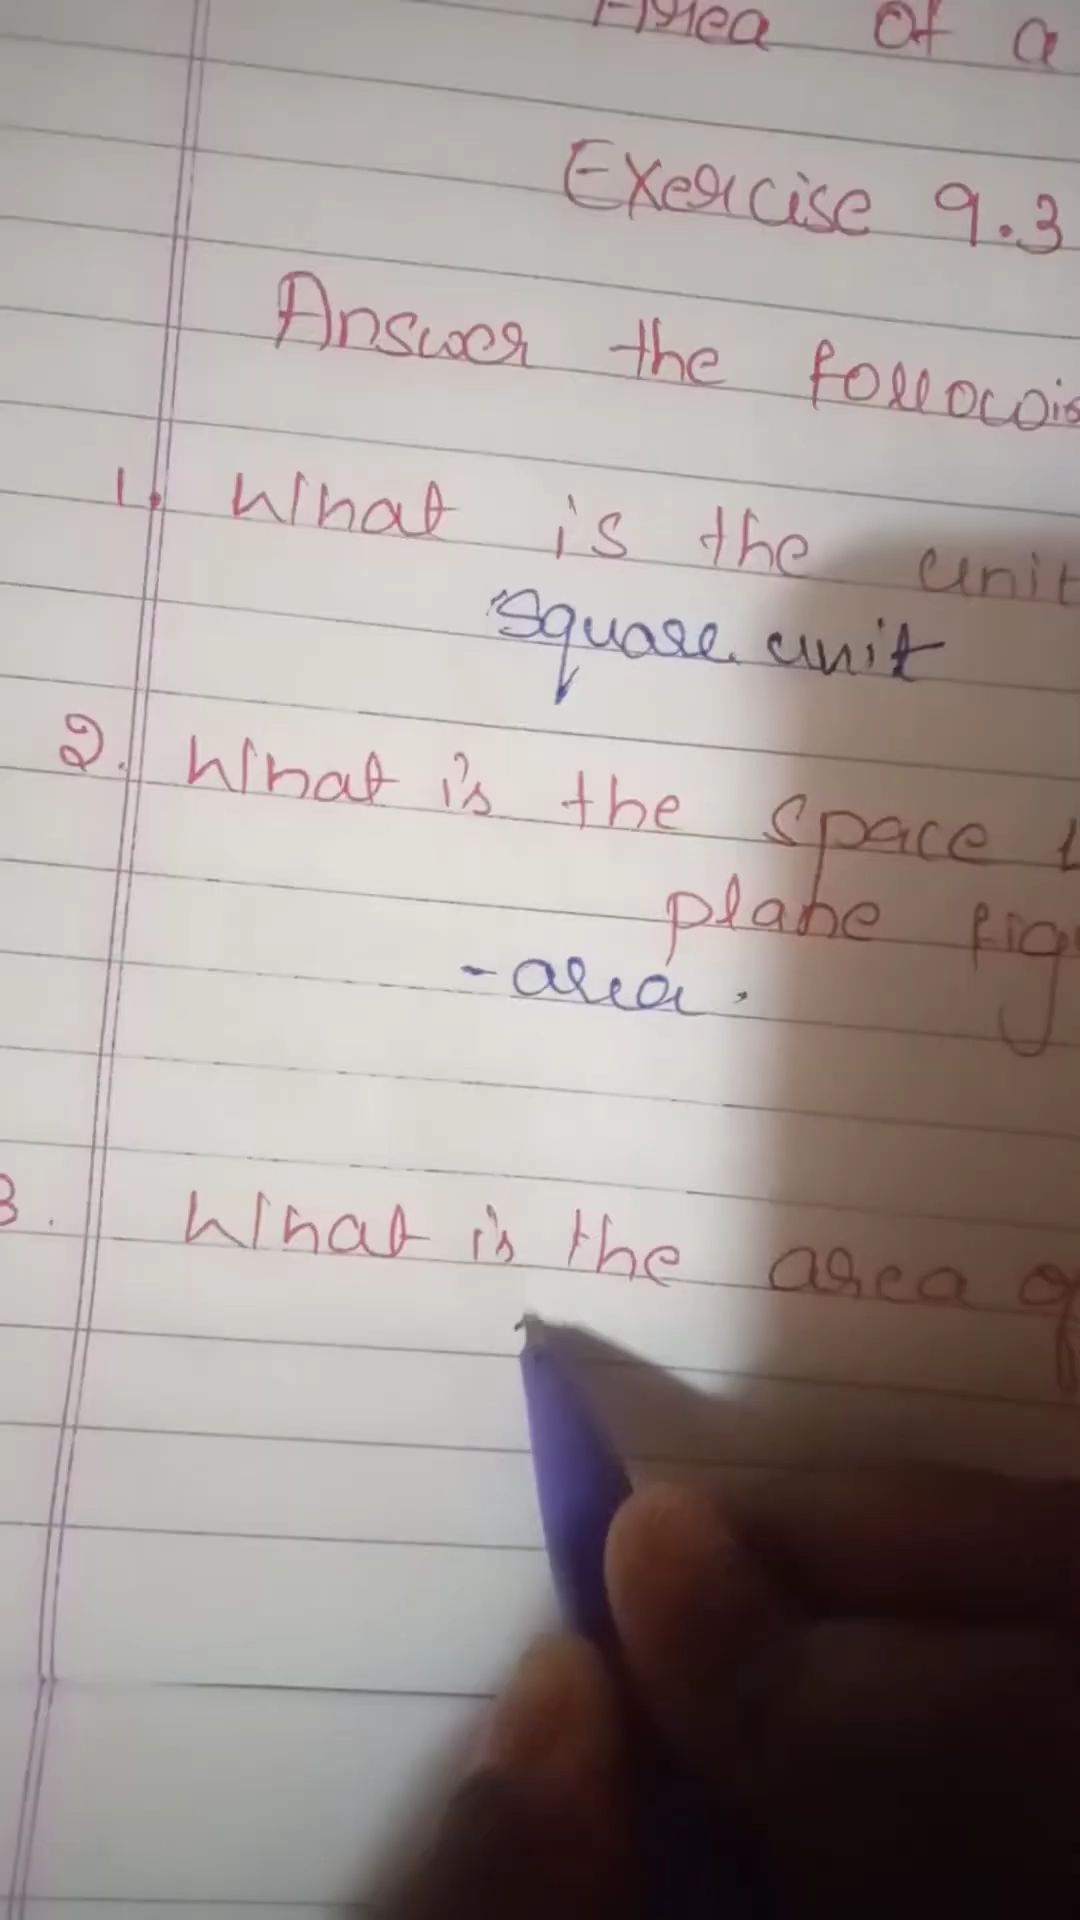 Area of a
Exercise 9.3
Answer the
1. What is the unit
square unit
2. What is the space
plane
- area.
3. What is the area of